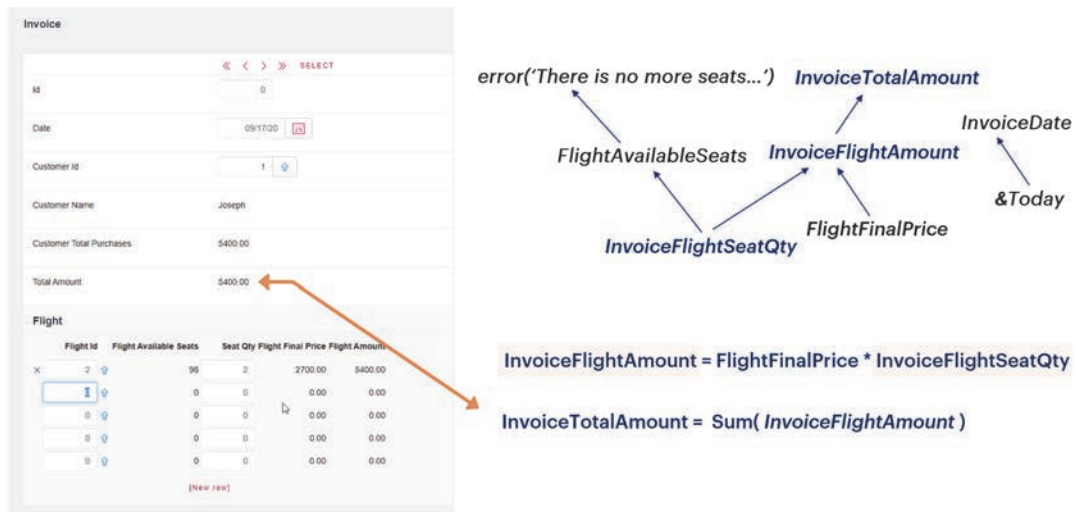 Invoice
« < > » SELECT
Id 0
Date 09/17/20
Customer Id 1
Customer Name Joseph
Customer Total Purchases 5400.00
Total Amount 5400.00
Flight
Flight Id Flight Available Seats Seat Qty Flight Final Price Flight Amount
× 2 98 2 2700.00 5400.00
0 0 0.00 0.00
0 0 0 0.00 0.00
0 0 0 0.00 0.00
0 0 0 0.00 0.00
[New row]
error('There is no more seats...') InvoiceTotalAmount
InvoiceDate
FlightAvailableSeats InvoiceFlightAmount
&Today
FlightFinalPrice
InvoiceFlightSeatQty
InvoiceFlightAmount = FlightFinalPrice * InvoiceFlightSeatQty
InvoiceTotalAmount = Sum( InvoiceFlightAmount )